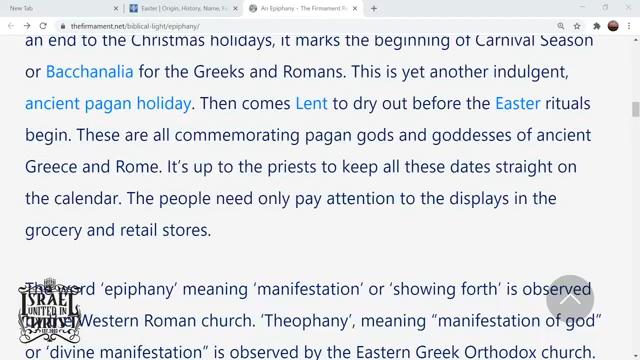 New Tab
Easter | Origin, History, Name, F
An Epiphany - The Firmament Re
thefirmament.net/biblical-light/epiphany/
an end to the Christmas holidays, it marks the beginning of Carnival Season
or Bacchanalia for the Greeks and Romans. This is yet another indulgent,
ancient pagan holiday. Then comes Lent to dry out before the Easter rituals
begin. These are all commemorating pagan gods and goddesses of ancient
Greece and Rome. It's up to the priests to keep all these dates straight on
the calendar. The people need only pay attention to the displays in the
grocery and retail stores.
The word 'epiphany' meaning 'manifestation' or 'showing forth' is observed
Western Roman church. 'Theophany', meaning "manifestation of god"
or 'divine manifestation" is observed by the Eastern Greek Orthodox church.
ISRAEL
UNITED IN
CHRIST